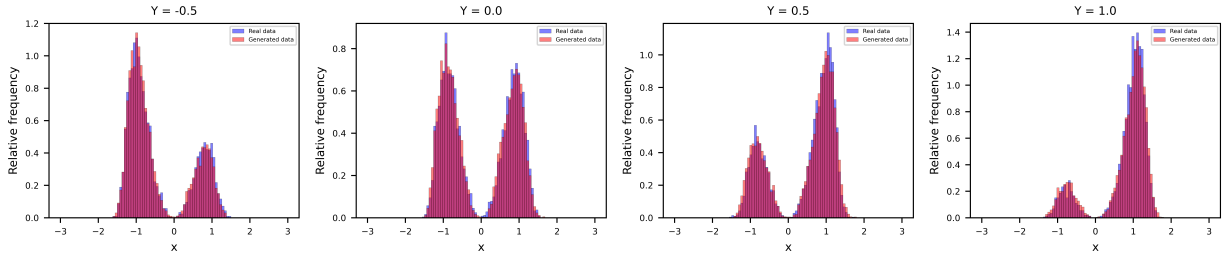 Y = -0.5
Relative frequency
1.2
1.0
0.8
0.6
0.4
0.2
0.0
−3 −2 −1 0 1 2 3
x
Real data
Generated data
Y = 0.0
Relative frequency
0.8
0.6
0.4
0.2
0.0
−3 −2 −1 0 1 2 3
x
Real data
Generated data
Y = 0.5
Relative frequency
1.0
0.8
0.6
0.4
0.2
0.0
−3 −2 −1 0 1 2 3
x
Real data
Generated data
Y = 1.0
Relative frequency
1.4
1.2
1.0
0.8
0.6
0.4
0.2
0.0
−3 −2 −1 0 1 2 3
x
Real data
Generated data